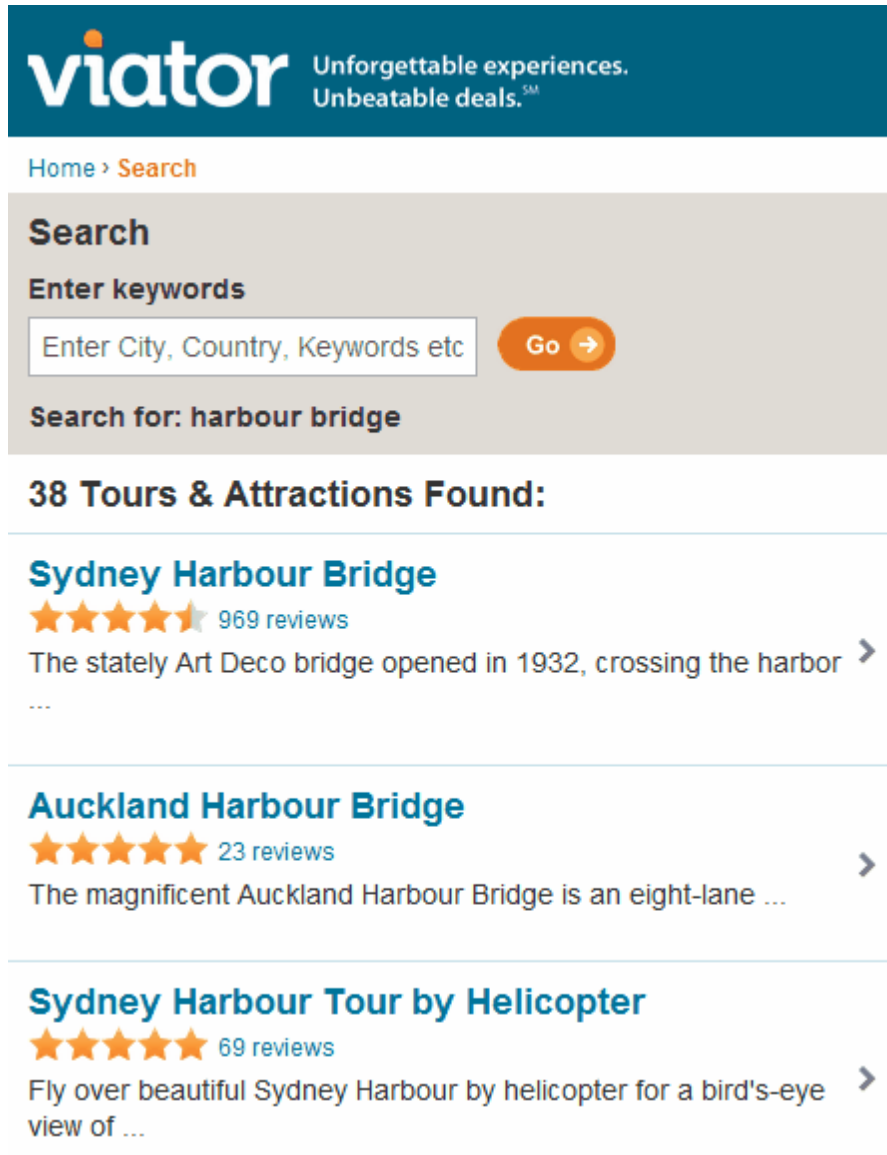 viator
Unforgettable experiences.
Unbeatable deals.℠
Home › Search
Search
Enter keywords
Enter City, Country, Keywords etc
Go
Search for: harbour bridge
38 Tours & Attractions Found:
Sydney Harbour Bridge
969 reviews
The stately Art Deco bridge opened in 1932, crossing the harbor
...
Auckland Harbour Bridge
23 reviews
The magnificent Auckland Harbour Bridge is an eight-lane ...
Sydney Harbour Tour by Helicopter
69 reviews
Fly over beautiful Sydney Harbour by helicopter for a bird's-eye
view of ...